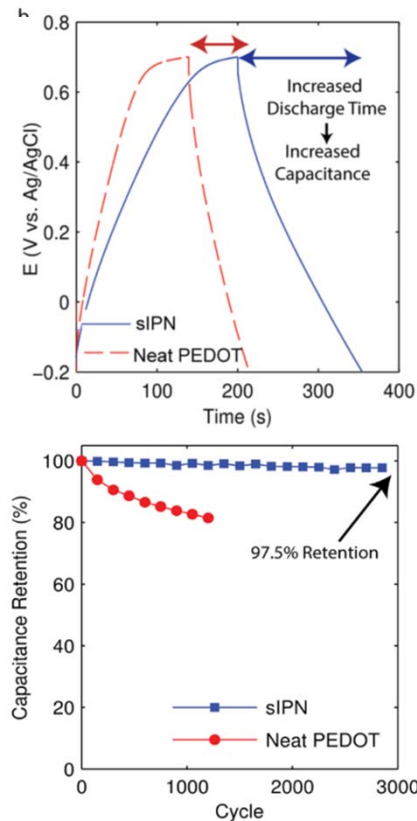 b
0.8
0.6
0.4
0.2
0
−0.2
E (V vs. Ag/AgCl)
Increased
Discharge Time
Increased
Capacitance
sIPN
Neat PEDOT
0
100
200
300
400
Time (s)
100
80
60
40
20
0
Capacitance Retention (%)
97.5% Retention
sIPN
Neat PEDOT
0
1000
2000
3000
Cycle